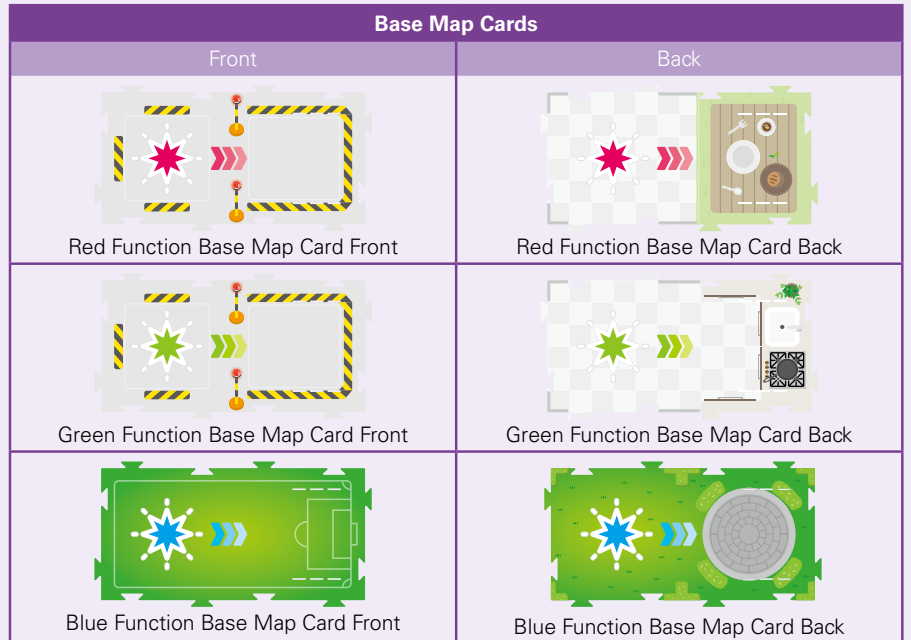 Base Map Cards
Front
Back
Red Function Base Map Card Front
Red Function Base Map Card Back
Green Function Base Map Card Front
Green Function Base Map Card Back
Blue Function Base Map Card Front
Blue Function Base Map Card Back